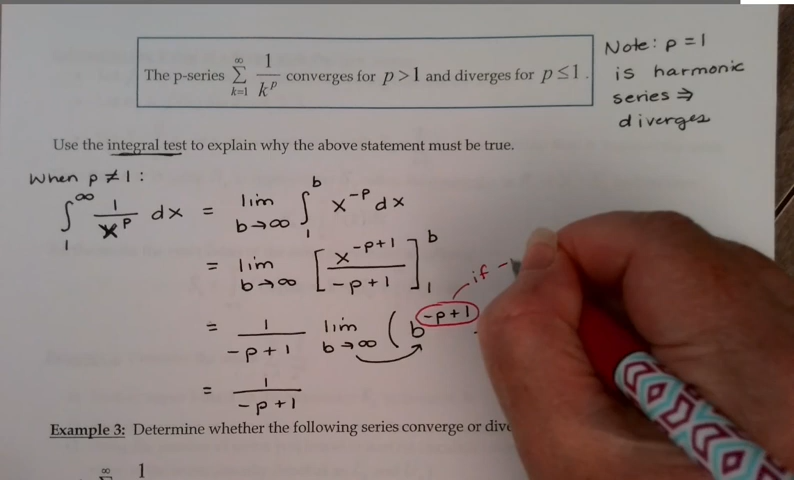 The p-series ∑_{k=1}^{∞} 1/k^p converges for p > 1 and diverges for p ≤ 1.
Note: p = 1
is harmonic
series ⇒
diverges
Use the integral test to explain why the above statement must be true.
When p ≠ 1:
∫_1^∞ 1/x^p dx = lim_{b→∞} ∫_1^b x^{-p} dx
= lim_{b→∞} [x^{-p+1}/(-p+1)]_1^b
if -
= 1/(-p+1) lim_{b→∞} (b^{-p+1}
= 1/(-p+1)
Example 3: Determine whether the following series converge or dive
∞ 1